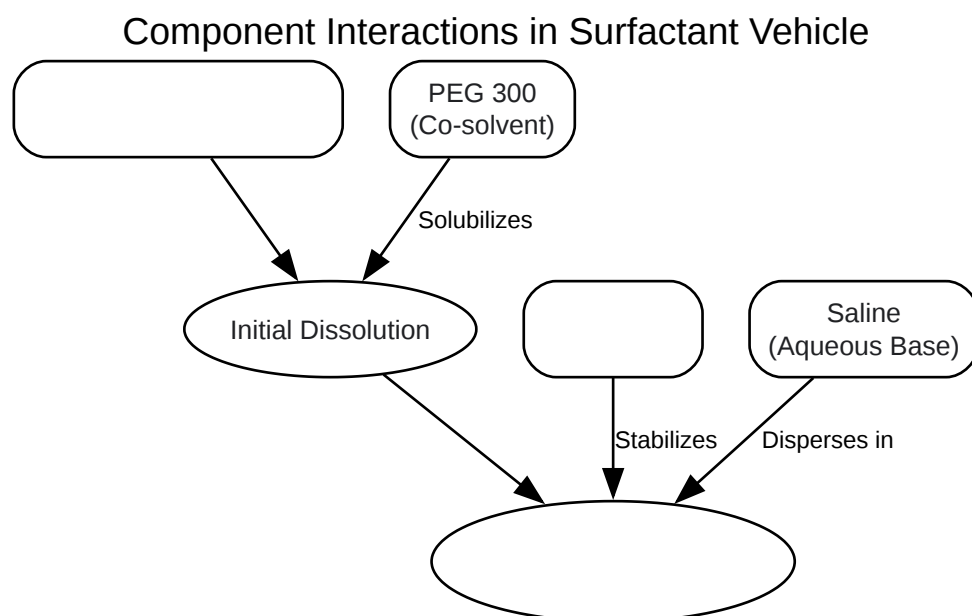 Component Interactions in Surfactant Vehicle
PEG 300
(Co-solvent)
Solubilizes
Initial Dissolution
Saline
(Aqueous Base)
Stabilizes
Disperses in